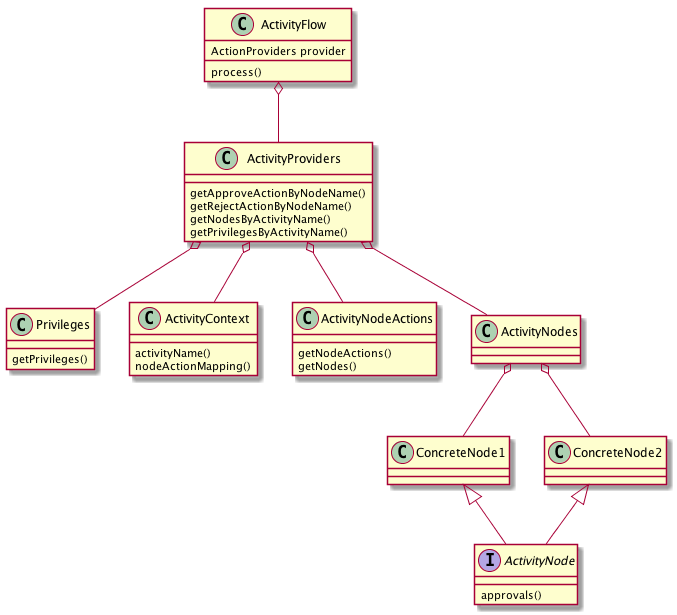 C ActivityFlow
ActionProviders provider
process()
C ActivityProviders
getApproveActionByNodeName()
getRejectActionByNodeName()
getNodesByActivityName()
getPrivilegesByActivityName()
C Privileges
getPrivileges()
C ActivityContext
activityName()
nodeActionMapping()
C ActivityNodeActions
getNodeActions()
getNodes()
C ActivityNodes
C ConcreteNode1
C ConcreteNode2
I ActivityNode
approvals()